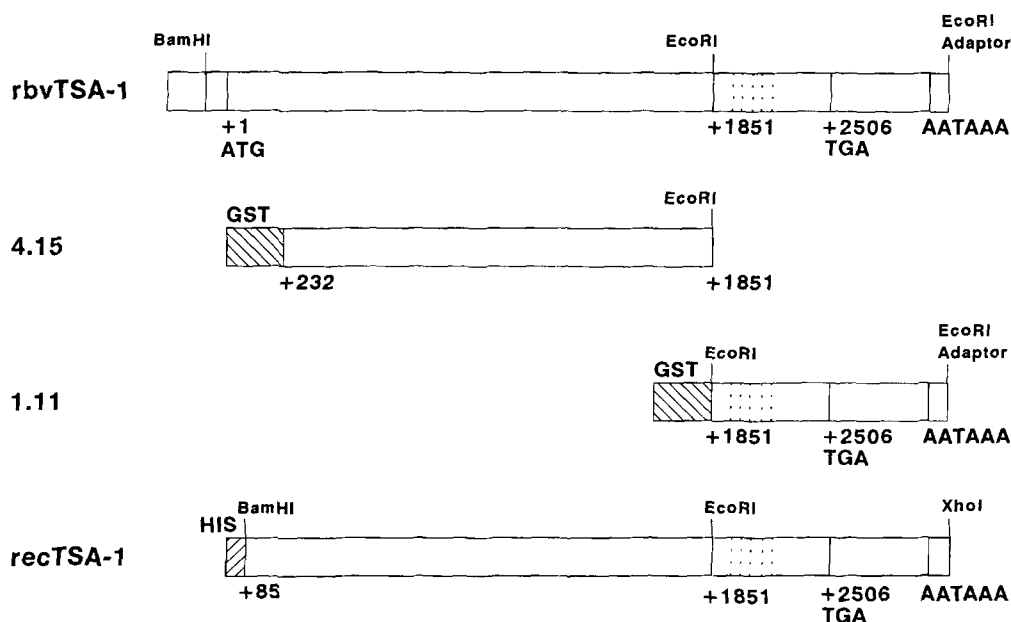 BamHI
EcoRI
EcoRI
Adaptor
rbvTSA-1
+1
ATG
+1851
+2506
TGA
AATAAA
GST
EcoRI
4.15
+232
+1851
GST
EcoRI
EcoRI
Adaptor
1.11
+1851
+2506
TGA
AATAAA
HIS
BamHI
EcoRI
XhoI
recTSA-1
+85
+1851
+2506
TGA
AATAAA